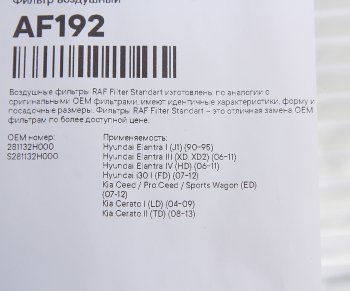 Фильтр воздушный
AF192
Воздушные фильтры RAF Filter Standart изготовлены по аналогии с
оригинальными OEM фильтрами, имеют идентичные характеристики, форму и
посадочные размеры. Фильтры RAF Filter Standart – это отличная замена OEM
фильтрам по более доступной цене.
OEM номер:
281132H000
S281132H000
Применяемость:
Hyundai Elantra I (J1) (90-95)
Hyundai Elantra III (XD, XD2) (06-11)
Hyundai Elantra IV (HD) (06-11)
Hyundai i30 I (FD) (07-12)
Kia Ceed / Pro Ceed / Sports Wagon (ED)
(07-12)
Kia Cerato I (LD) (04-09)
Kia Cerato II (TD) (08-13)